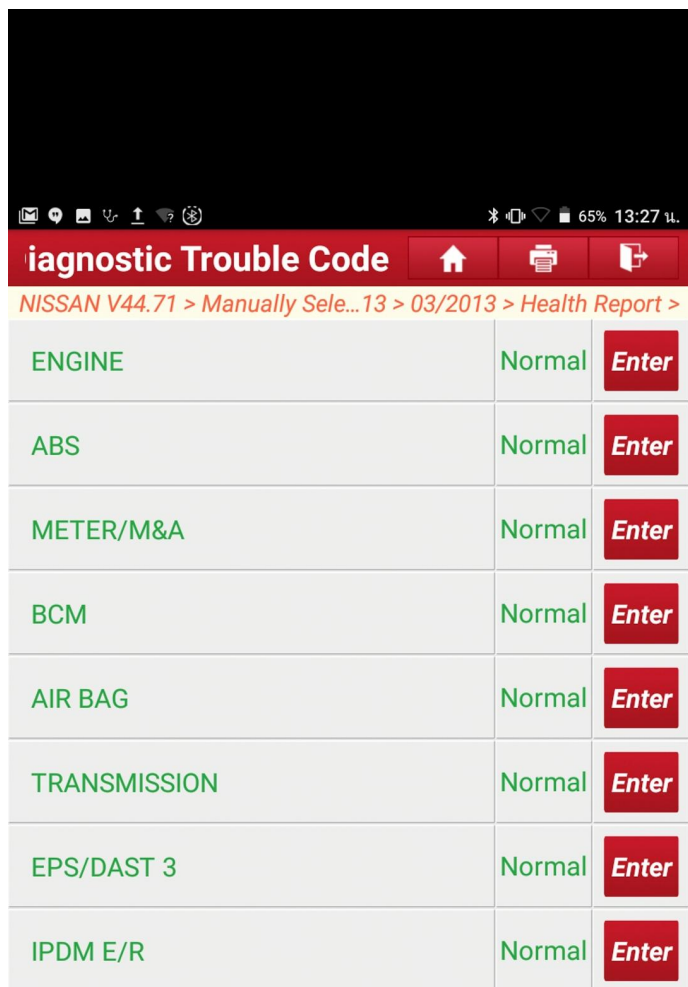 65% 13:27 น.
iagnostic Trouble Code
NISSAN V44.71 > Manually Sele...13 > 03/2013 > Health Report >
ENGINE Normal Enter
ABS Normal Enter
METER/M&A Normal Enter
BCM Normal Enter
AIR BAG Normal Enter
TRANSMISSION Normal Enter
EPS/DAST 3 Normal Enter
IPDM E/R Normal Enter